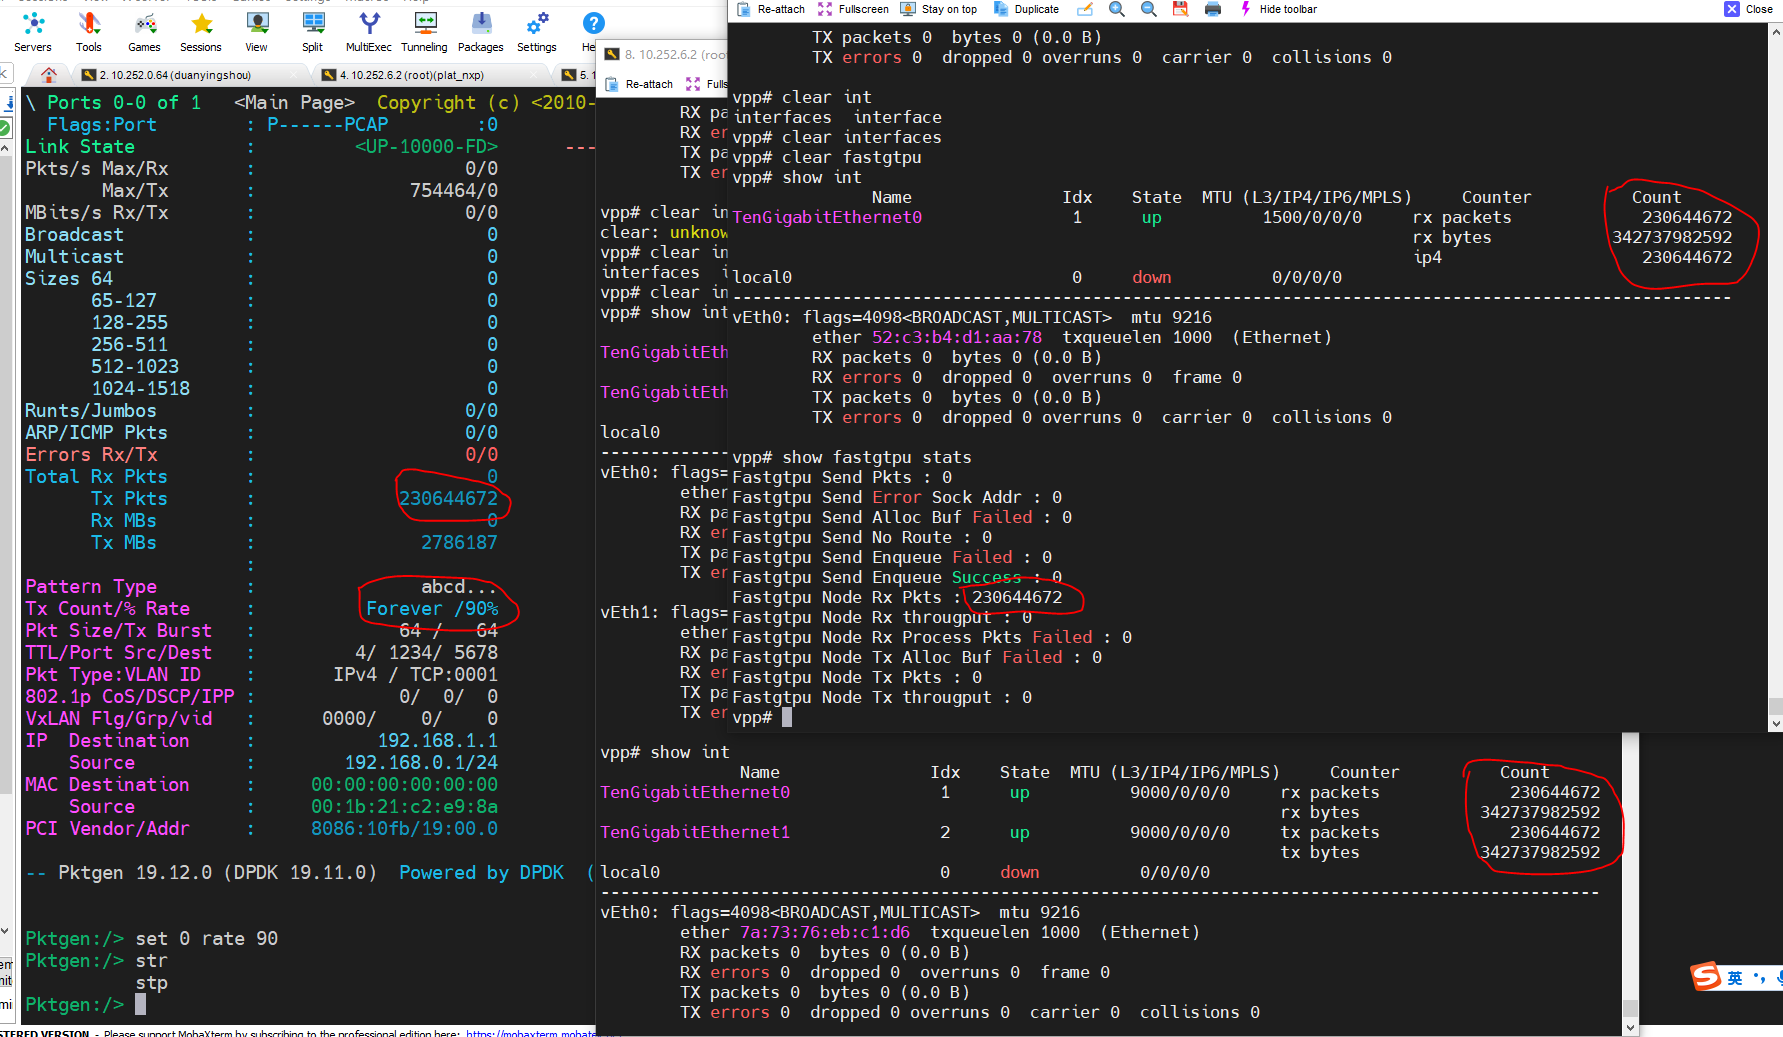 Servers Tools Games Sessions View Split MultiExec Tunneling Packages Settings
2. 10.252.0.64 (duanyingshou) 4. 10.252.6.2 (root)(plat_nxp) 5. 1
\ Ports 0-0 of 1 <Main Page> Copyright (c) <2010-
Flags:Port : P------PCAP :0
Link State : <UP-10000-FD> ---
Pkts/s Max/Rx : 0/0
Max/Tx : 754464/0
MBits/s Rx/Tx : 0/0
Broadcast : 0
Multicast : 0
Sizes 64 : 0
65-127 : 0
128-255 : 0
256-511 : 0
512-1023 : 0
1024-1518 : 0
Runts/Jumbos : 0/0
ARP/ICMP Pkts : 0/0
Errors Rx/Tx : 0/0
Total Rx Pkts : 0
Tx Pkts : 230644672
Rx MBs : 0
Tx MBs : 2786187
:
Pattern Type : abcd...
Tx Count/% Rate : Forever /90%
Pkt Size/Tx Burst : 64 / 64
TTL/Port Src/Dest : 4/ 1234/ 5678
Pkt Type:VLAN ID : IPv4 / TCP:0001
802.1p CoS/DSCP/IPP : 0/ 0/ 0
VxLAN Flg/Grp/vid : 0000/ 0/ 0
IP Destination : 192.168.1.1
Source : 192.168.0.1/24
MAC Destination : 00:00:00:00:00:00
Source : 00:1b:21:c2:e9:8a
PCI Vendor/Addr : 8086:10fb/19:00.0
-- Pktgen 19.12.0 (DPDK 19.11.0) Powered by DPDK (
Pktgen:/> set 0 rate 90
Pktgen:/> str
stp
Pktgen:/>
STERED VERSION - Please support MobaXterm by subscribing to the professional edition here: https://mobaxterm.mobate
8. 10.252.6.2 (roo
Re-attach Fulls
RX pa
RX er
TX pa
TX er
vpp# clear in
clear: unknow
vpp# clear in
interfaces i
vpp# clear in
vpp# show int
TenGigabitEth
TenGigabitEth
local0
-------------
vEth0: flags=
ether
RX pa
RX er
TX pa
TX er
vEth1: flags=
ether
RX pa
RX er
TX pa
TX er
vpp# show int
Name Idx State MTU (L3/IP4/IP6/MPLS) Counter Count
TenGigabitEthernet0 1 up 9000/0/0/0 rx packets 230644672
rx bytes 342737982592
TenGigabitEthernet1 2 up 9000/0/0/0 tx packets 230644672
tx bytes 342737982592
local0 0 down 0/0/0/0
----------------------------------------------------------------------------------------------------
vEth0: flags=4098<BROADCAST,MULTICAST> mtu 9216
ether 7a:73:76:eb:c1:d6 txqueuelen 1000 (Ethernet)
RX packets 0 bytes 0 (0.0 B)
RX errors 0 dropped 0 overruns 0 frame 0
TX packets 0 bytes 0 (0.0 B)
TX errors 0 dropped 0 overruns 0 carrier 0 collisions 0
Re-attach Fullscreen Stay on top Duplicate Hide toolbar Close
TX packets 0 bytes 0 (0.0 B)
TX errors 0 dropped 0 overruns 0 carrier 0 collisions 0
vpp# clear int
interfaces interface
vpp# clear interfaces
vpp# clear fastgtpu
vpp# show int
Name Idx State MTU (L3/IP4/IP6/MPLS) Counter Count
TenGigabitEthernet0 1 up 1500/0/0/0 rx packets 230644672
rx bytes 342737982592
ip4 230644672
local0 0 down 0/0/0/0
----------------------------------------------------------------------------------------------------
vEth0: flags=4098<BROADCAST,MULTICAST> mtu 9216
ether 52:c3:b4:d1:aa:78 txqueuelen 1000 (Ethernet)
RX packets 0 bytes 0 (0.0 B)
RX errors 0 dropped 0 overruns 0 frame 0
TX packets 0 bytes 0 (0.0 B)
TX errors 0 dropped 0 overruns 0 carrier 0 collisions 0
vpp# show fastgtpu stats
Fastgtpu Send Pkts : 0
Fastgtpu Send Error Sock Addr : 0
Fastgtpu Send Alloc Buf Failed : 0
Fastgtpu Send No Route : 0
Fastgtpu Send Enqueue Failed : 0
Fastgtpu Send Enqueue Success : 0
Fastgtpu Node Rx Pkts : 230644672
Fastgtpu Node Rx througput : 0
Fastgtpu Node Rx Process Pkts Failed : 0
Fastgtpu Node Tx Alloc Buf Failed : 0
Fastgtpu Node Tx Pkts : 0
Fastgtpu Node Tx througput : 0
vpp#
英